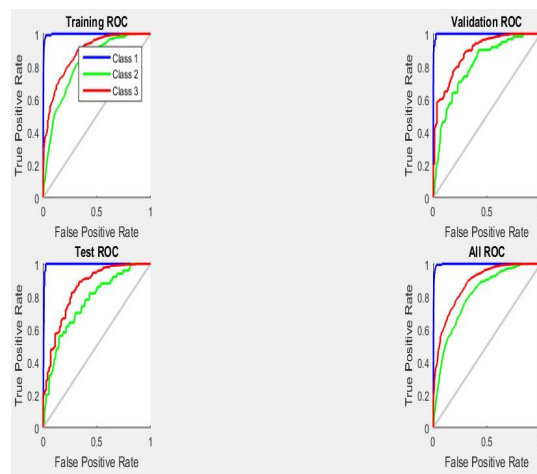 Training ROC
True Positive Rate
1
0.8
0.6
0.4
0.2
0
Class 1
Class 2
Class 3
0
0.5
1
False Positive Rate
Validation ROC
True Positive Rate
1
0.8
0.6
0.4
0.2
0
0
0.5
False Positive Rate
Test ROC
True Positive Rate
1
0.8
0.6
0.4
0.2
0
0
0.5
1
False Positive Rate
All ROC
True Positive Rate
1
0.8
0.6
0.4
0.2
0
0
0.5
False Positive Rate